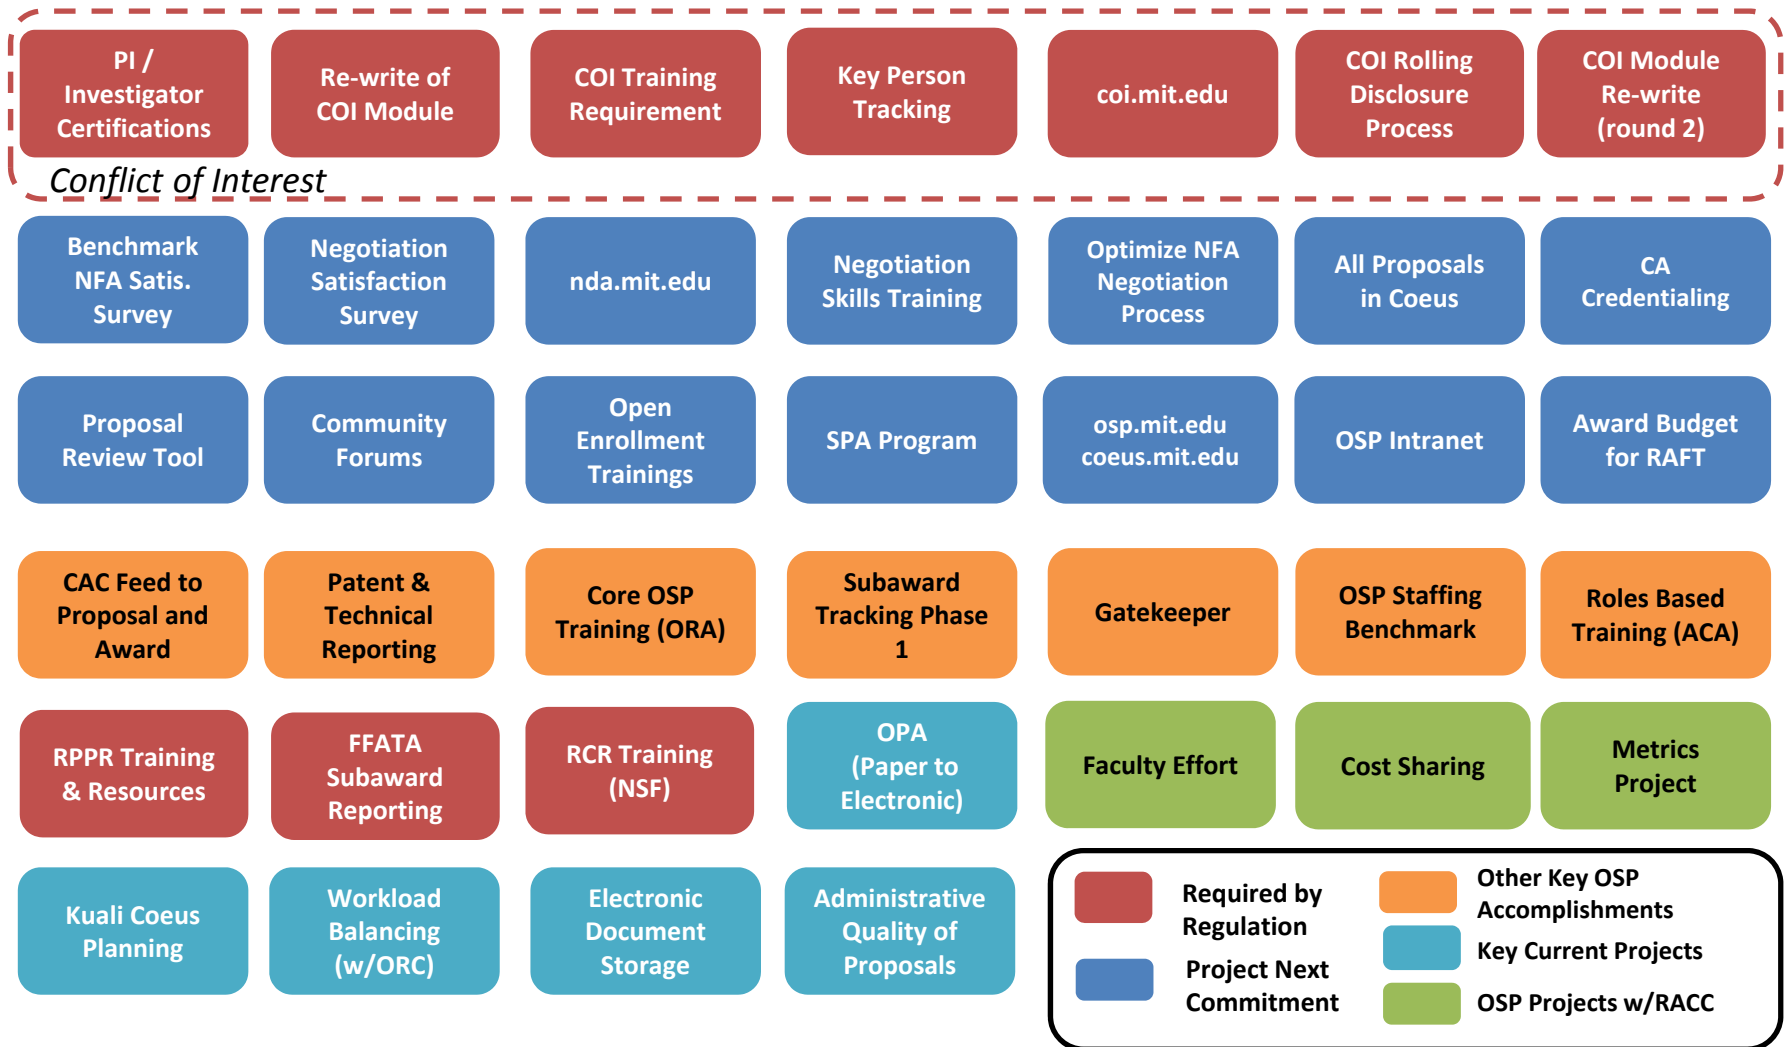 PI /
Investigator
Certifications
Re-write of
COI Module
COI Training
Requirement
Key Person
Tracking
coi.mit.edu
COI Rolling
Disclosure
Process
COI Module
Re-write
(round 2)
Conflict of Interest
Benchmark
NFA Satis.
Survey
Negotiation
Satisfaction
Survey
nda.mit.edu
Negotiation
Skills Training
Optimize NFA
Negotiation
Process
All Proposals
in Coeus
CA
Credentialing
Proposal
Review Tool
Community
Forums
Open
Enrollment
Trainings
SPA Program
osp.mit.edu
coeus.mit.edu
OSP Intranet
Award Budget
for RAFT
CAC Feed to
Proposal and
Award
Patent &
Technical
Reporting
Core OSP
Training (ORA)
Subaward
Tracking Phase
1
Gatekeeper
OSP Staffing
Benchmark
Roles Based
Training (ACA)
RPPR Training
& Resources
FFATA
Subaward
Reporting
RCR Training
(NSF)
OPA
(Paper to
Electronic)
Faculty Effort
Cost Sharing
Metrics
Project
Kuali Coeus
Planning
Workload
Balancing
(w/ORC)
Electronic
Document
Storage
Administrative
Quality of
Proposals
Required by
Regulation
Project Next
Commitment
Other Key OSP
Accomplishments
Key Current Projects
OSP Projects w/RACC